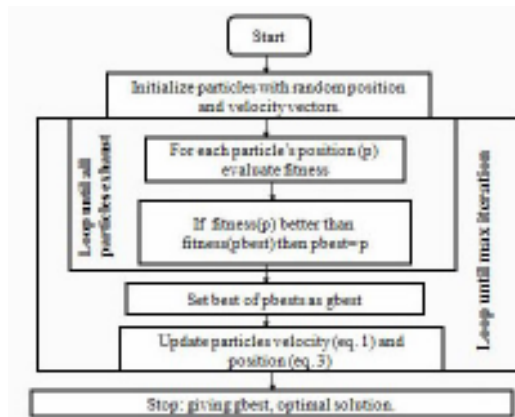 Start
Initialize particles with random position
and velocity vectors.
Loop until all
particles exhaust
For each particle's position (p)
evaluate fitness
If fitness(p) better than
fitness(pbest) then pbest=p
Loop until max iteration
Set best of pbests as gbest
Update particles velocity (eq. 1) and
position (eq. 3)
Stop: giving gbest, optimal solution.